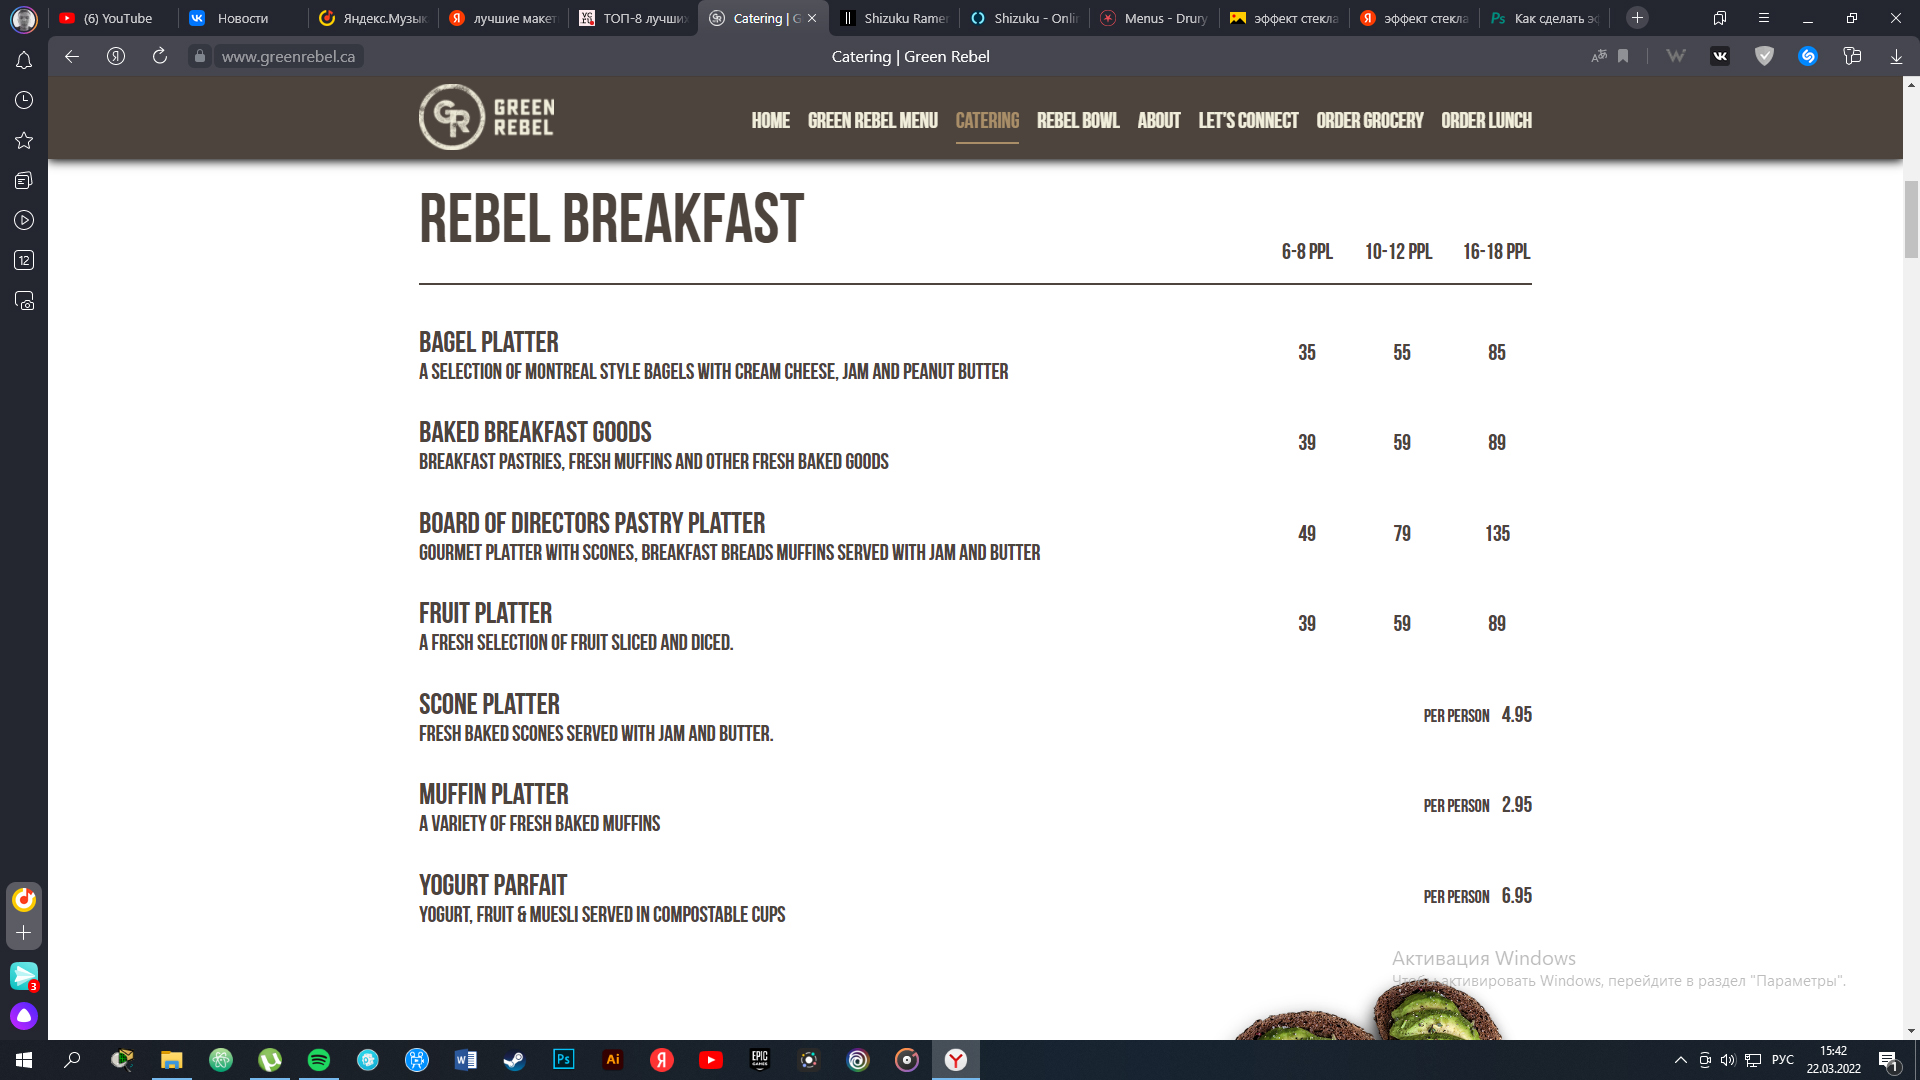 (6) YouTube
Новости
Яндекс.Музык
лучшие макет
ТОП-8 лучших
Catering | G
Shizuku Ramen
Shizuku - Onlin
Menus - Drury
эффект стекла
эффект стекла
Как сделать эф
www.greenrebel.ca
Catering | Green Rebel
GR GREEN REBEL
HOME
GREEN REBEL MENU
CATERING
REBEL BOWL
ABOUT
LET'S CONNECT
ORDER GROCERY
ORDER LUNCH
REBEL BREAKFAST
6-8 PPL 10-12 PPL 16-18 PPL
BAGEL PLATTER
A SELECTION OF MONTREAL STYLE BAGELS WITH CREAM CHEESE, JAM AND PEANUT BUTTER
35 55 85
BAKED BREAKFAST GOODS
BREAKFAST PASTRIES, FRESH MUFFINS AND OTHER FRESH BAKED GOODS
39 59 89
BOARD OF DIRECTORS PASTRY PLATTER
GOURMET PLATTER WITH SCONES, BREAKFAST BREADS MUFFINS SERVED WITH JAM AND BUTTER
49 79 135
FRUIT PLATTER
A FRESH SELECTION OF FRUIT SLICED AND DICED.
39 59 89
SCONE PLATTER
FRESH BAKED SCONES SERVED WITH JAM AND BUTTER.
PER PERSON 4.95
MUFFIN PLATTER
A VARIETY OF FRESH BAKED MUFFINS
PER PERSON 2.95
YOGURT PARFAIT
YOGURT, FRUIT & MUESLI SERVED IN COMPOSTABLE CUPS
PER PERSON 6.95
Активация Windows
Чтобы активировать Windows, перейдите в раздел "Параметры".
12
3
Ps
Ai
EPIC GAMES
РУС
15:42
22.03.2022
1